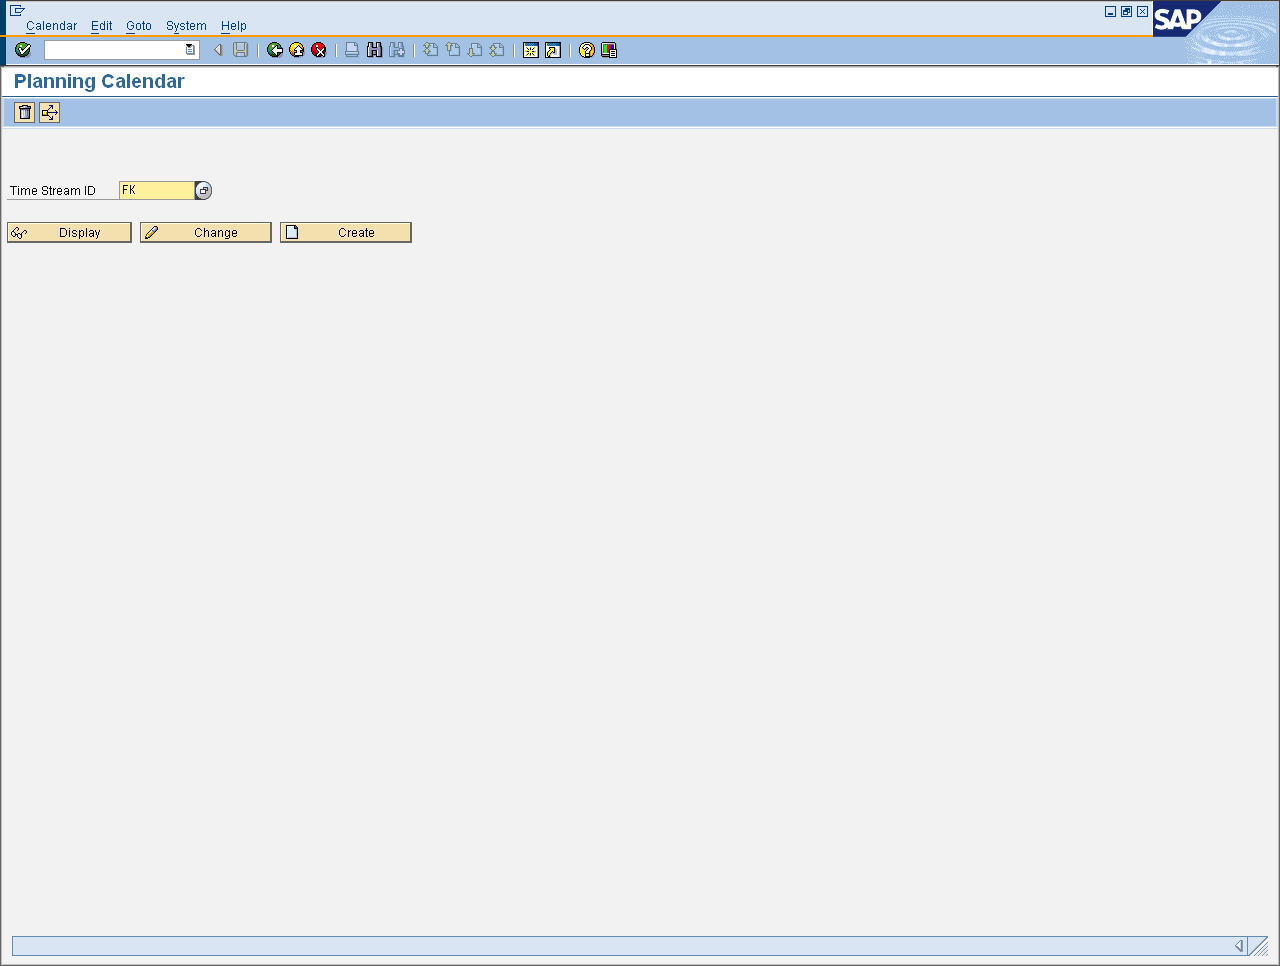 Calendar Edit Goto System Help
SAP
Planning Calendar
Time Stream ID FK
Display Change Create